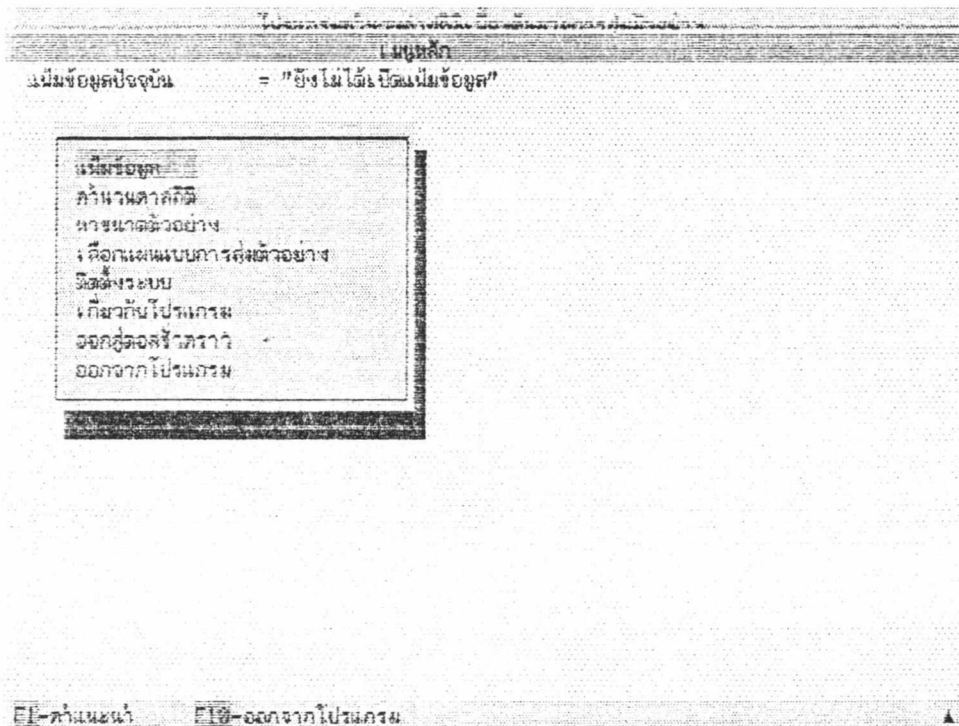 เมนูหลัก
แฟ้มข้อมูลปัจจุบัน = "ยังไม่ได้เปิดแฟ้มข้อมูล"
แฟ้มข้อมูล
คำนวนค่าสถิติ
หาขนาดตัวอย่าง
เลือกแผนแบบการสุ่มตัวอย่าง
ติดตั้งระบบ
เกี่ยวกับโปรแกรม
ออกสู่ดอสชั่วคราว
ออกจากโปรแกรม
F1-คำแนะนำ F10-ออกจากโปรแกรม